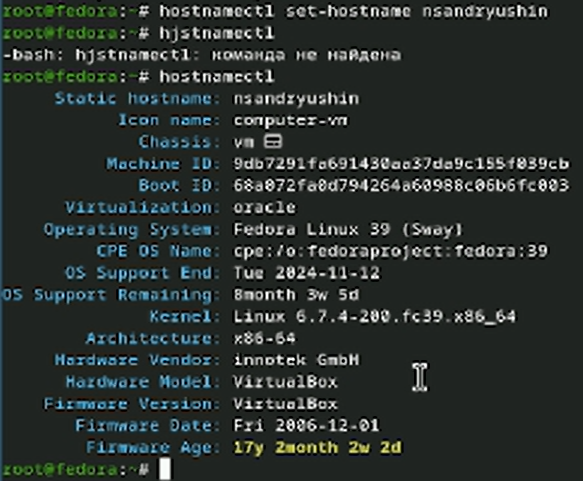 root@fedora:~# hostnamectl set-hostname nsandryushin
root@fedora:~# hjstnamectl
-bash: hjstnamectl: команда не найдена
root@fedora:~# hostnamectl
Static hostname: nsandryushin
Icon name: computer-vm
Chassis: vm
Machine ID: 9db7291fa691430aa37da9c155f039cb
Boot ID: 68a072fa0d794264a60988c06b6fc003
Virtualization: oracle
Operating System: Fedora Linux 39 (Sway)
CPE OS Name: cpe:/o:fedoraproject:fedora:39
OS Support End: Tue 2024-11-12
OS Support Remaining: 8month 3w 5d
Kernel: Linux 6.7.4-200.fc39.x86_64
Architecture: x86-64
Hardware Vendor: innotek GmbH
Hardware Model: VirtualBox
Firmware Version: VirtualBox
Firmware Date: Fri 2006-12-01
Firmware Age: 17y 2month 2w 2d
root@fedora:~#